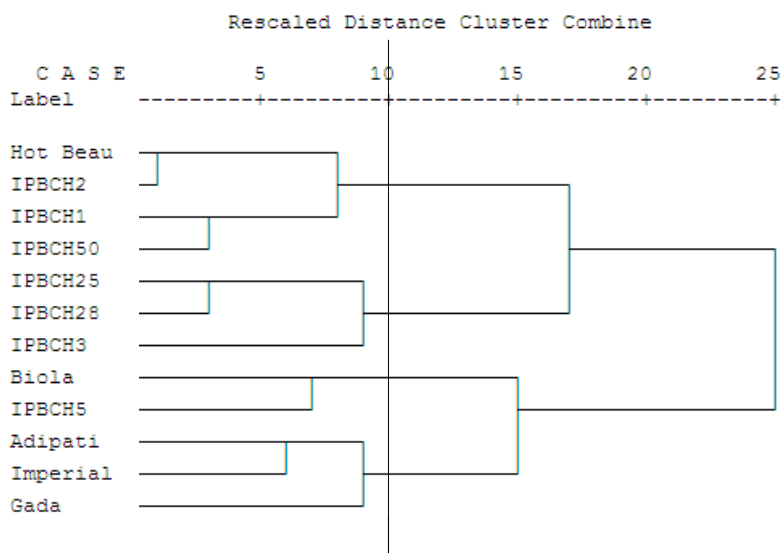 Rescaled Distance Cluster Combine
C A S E 5 10 15 20 25
Label ---------+---------+---------+---------+---------+
Hot Beau
IPBCH2
IPBCH1
IPBCH50
IPBCH25
IPBCH28
IPBCH3
Biola
IPBCH5
Adipati
Imperial
Gada